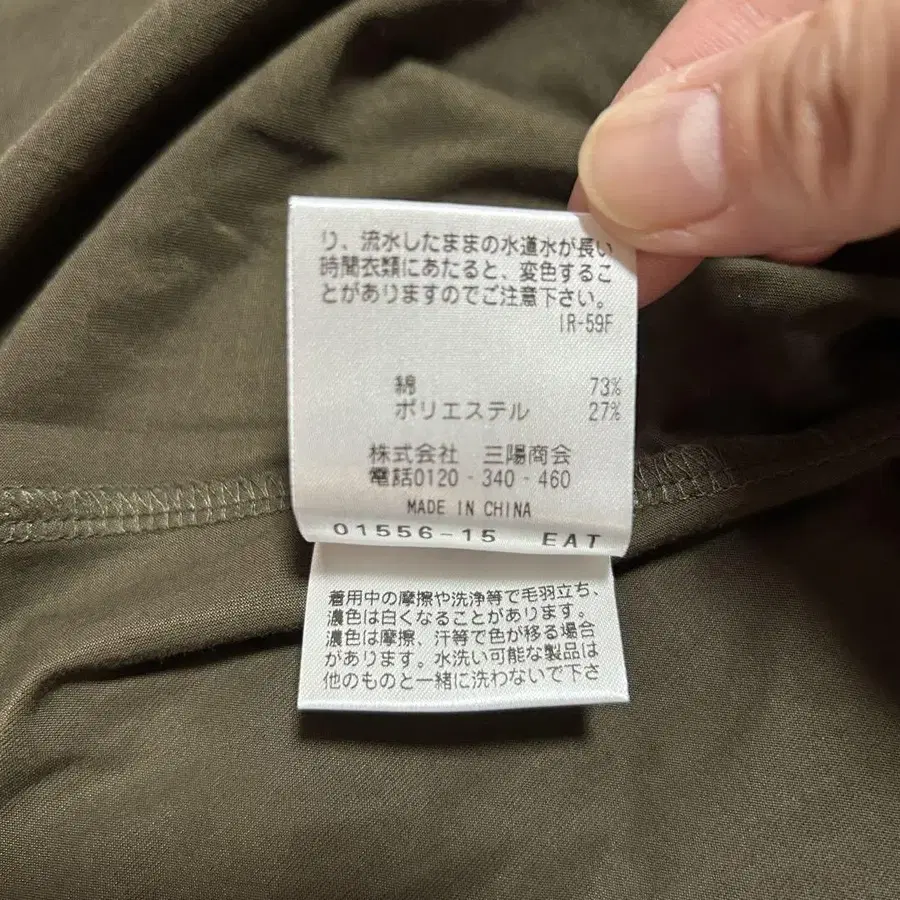 り、流水したままの水道水が長い
時間衣類にあたると、変色するこ
とがありますのでご注意下さい。
IR-59F
綿 73%
ポリエステル 27%
株式会社 三陽商会
電話0120-340-460
MADE IN CHINA
01556-15 EAT
着用中の摩擦や洗浄等で毛羽立ち、
濃色は白くなることがあります。
濃色は摩擦、汗等で色が移る場合
があります。水洗い可能な製品は
他のものと一緒に洗わないで下さ